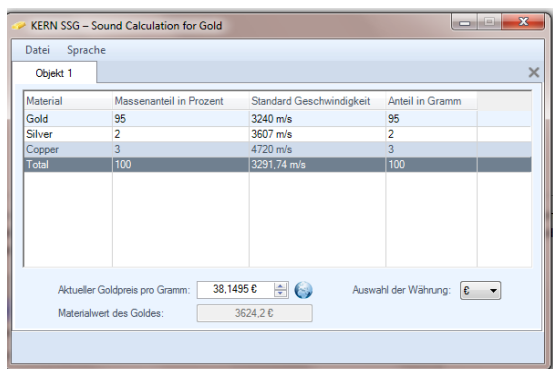 KERN SSG – Sound Calculation for Gold
Datei Sprache
Objekt 1
Material Massenanteil in Prozent Standard Geschwindigkeit Anteil in Gramm
Gold 95 3240 m/s 95
Silver 2 3607 m/s 2
Copper 3 4720 m/s 3
Total 100 3291,74 m/s 100
Aktueller Goldpreis pro Gramm: 38,1495 € Auswahl der Währung: €
Materialwert des Goldes: 3624,2 €